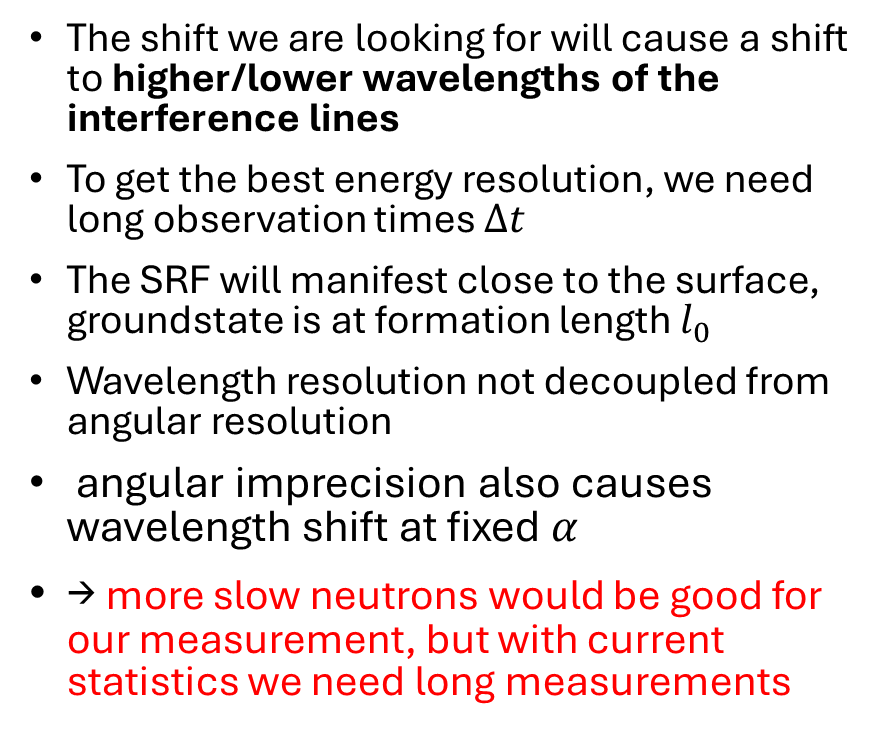 • The shift we are looking for will cause a shift
to higher/lower wavelengths of the
interference lines
• To get the best energy resolution, we need
long observation times Δ𝑡
• The SRF will manifest close to the surface,
groundstate is at formation length 𝑙₀
• Wavelength resolution not decoupled from
angular resolution
• angular imprecision also causes
wavelength shift at fixed 𝛼
• → more slow neutrons would be good for
our measurement, but with current
statistics we need long measurements